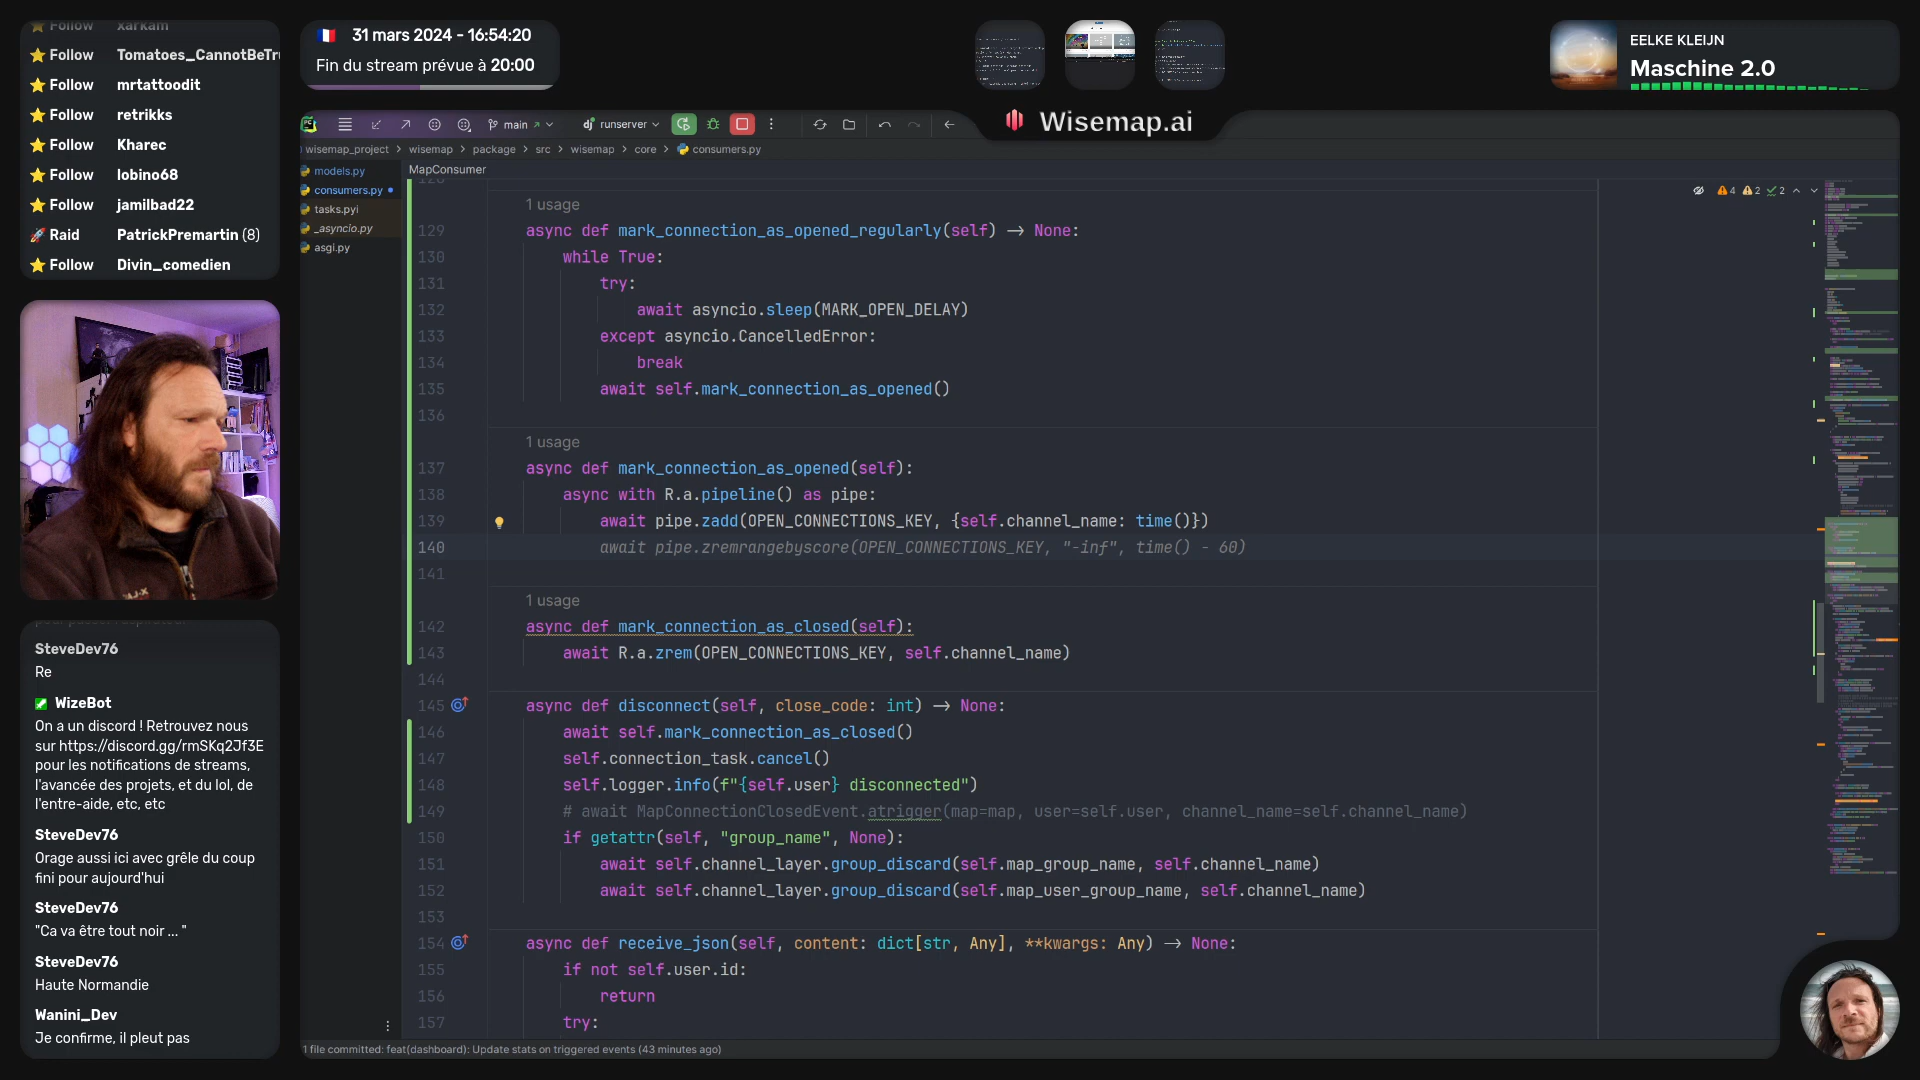 Follow xarkam
Follow Tomatoes_CannotBeTr
Follow mrtattoodit
Follow retrikks
Follow Kharec
Follow lobino68
Follow jamilbad22
Raid PatrickPremartin (8)
Follow Divin_comedien
31 mars 2024 - 16:54:20
Fin du stream prévue à 20:00
EELKE KLEIJN
Maschine 2.0
Wisemap.ai
main
dj runserver
wisemap_project > wisemap > package > src > wisemap > core > consumers.py
models.py
consumers.py
tasks.pyi
_asyncio.py
asgi.py
MapConsumer
4 2 2
1 usage
129 async def mark_connection_as_opened_regularly(self) -> None:
130 while True:
131 try:
132 await asyncio.sleep(MARK_OPEN_DELAY)
133 except asyncio.CancelledError:
134 break
135 await self.mark_connection_as_opened()
136
1 usage
137 async def mark_connection_as_opened(self):
138 async with R.a.pipeline() as pipe:
139 await pipe.zadd(OPEN_CONNECTIONS_KEY, {self.channel_name: time()})
140 await pipe.zremrangebyscore(OPEN_CONNECTIONS_KEY, "-inf", time() - 60)
141
1 usage
142 async def mark_connection_as_closed(self):
143 await R.a.zrem(OPEN_CONNECTIONS_KEY, self.channel_name)
144
145 async def disconnect(self, close_code: int) -> None:
146 await self.mark_connection_as_closed()
147 self.connection_task.cancel()
148 self.logger.info(f"{self.user} disconnected")
149 # await MapConnectionClosedEvent.atrigger(map=map, user=self.user, channel_name=self.channel_name)
150 if getattr(self, "group_name", None):
151 await self.channel_layer.group_discard(self.map_group_name, self.channel_name)
152 await self.channel_layer.group_discard(self.map_user_group_name, self.channel_name)
153
154 async def receive_json(self, content: dict[str, Any], **kwargs: Any) -> None:
155 if not self.user.id:
156 return
157 try:
1 file committed: feat(dashboard): Update stats on triggered events (43 minutes ago)
SteveDev76
Re
WizeBot
On a un discord ! Retrouvez nous
sur https://discord.gg/rmSKq2Jf3E
pour les notifications de streams,
l'avancée des projets, et du lol, de
l'entre-aide, etc, etc
SteveDev76
Orage aussi ici avec grêle du coup
fini pour aujourd'hui
SteveDev76
"Ca va être tout noir ... "
SteveDev76
Haute Normandie
Wanini_Dev
Je confirme, il pleut pas